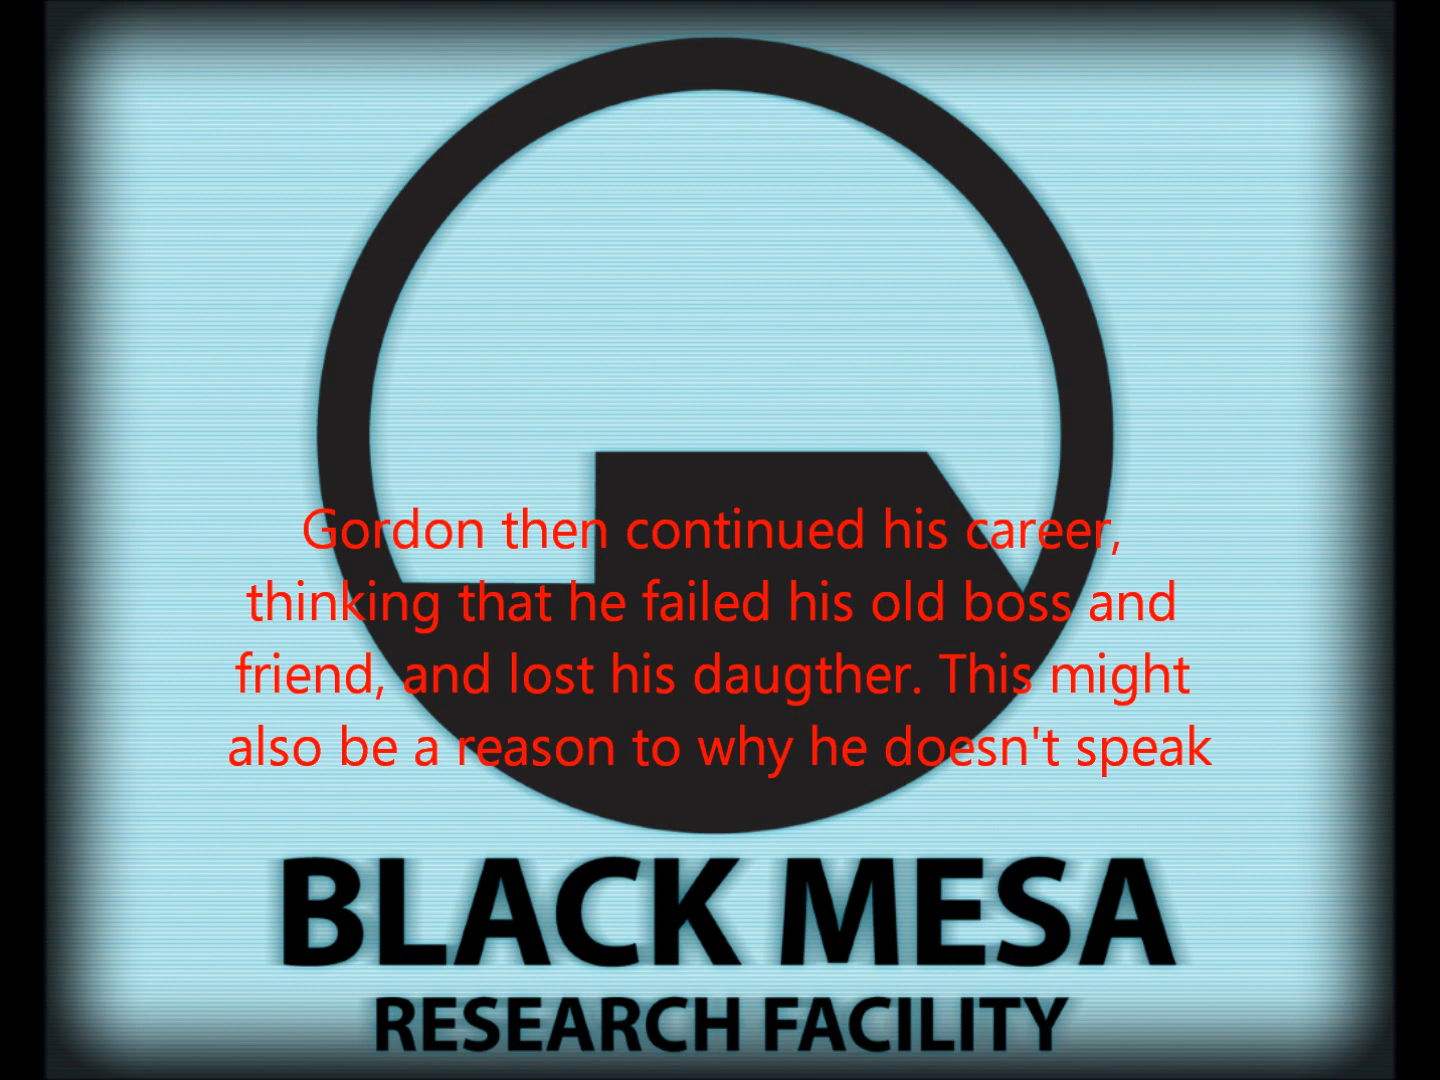 Gordon then continued his career,
thinking that he failed his old boss and
friend, and lost his daugther. This might
also be a reason to why he doesn't speak
BLACK MESA
RESEARCH FACILITY